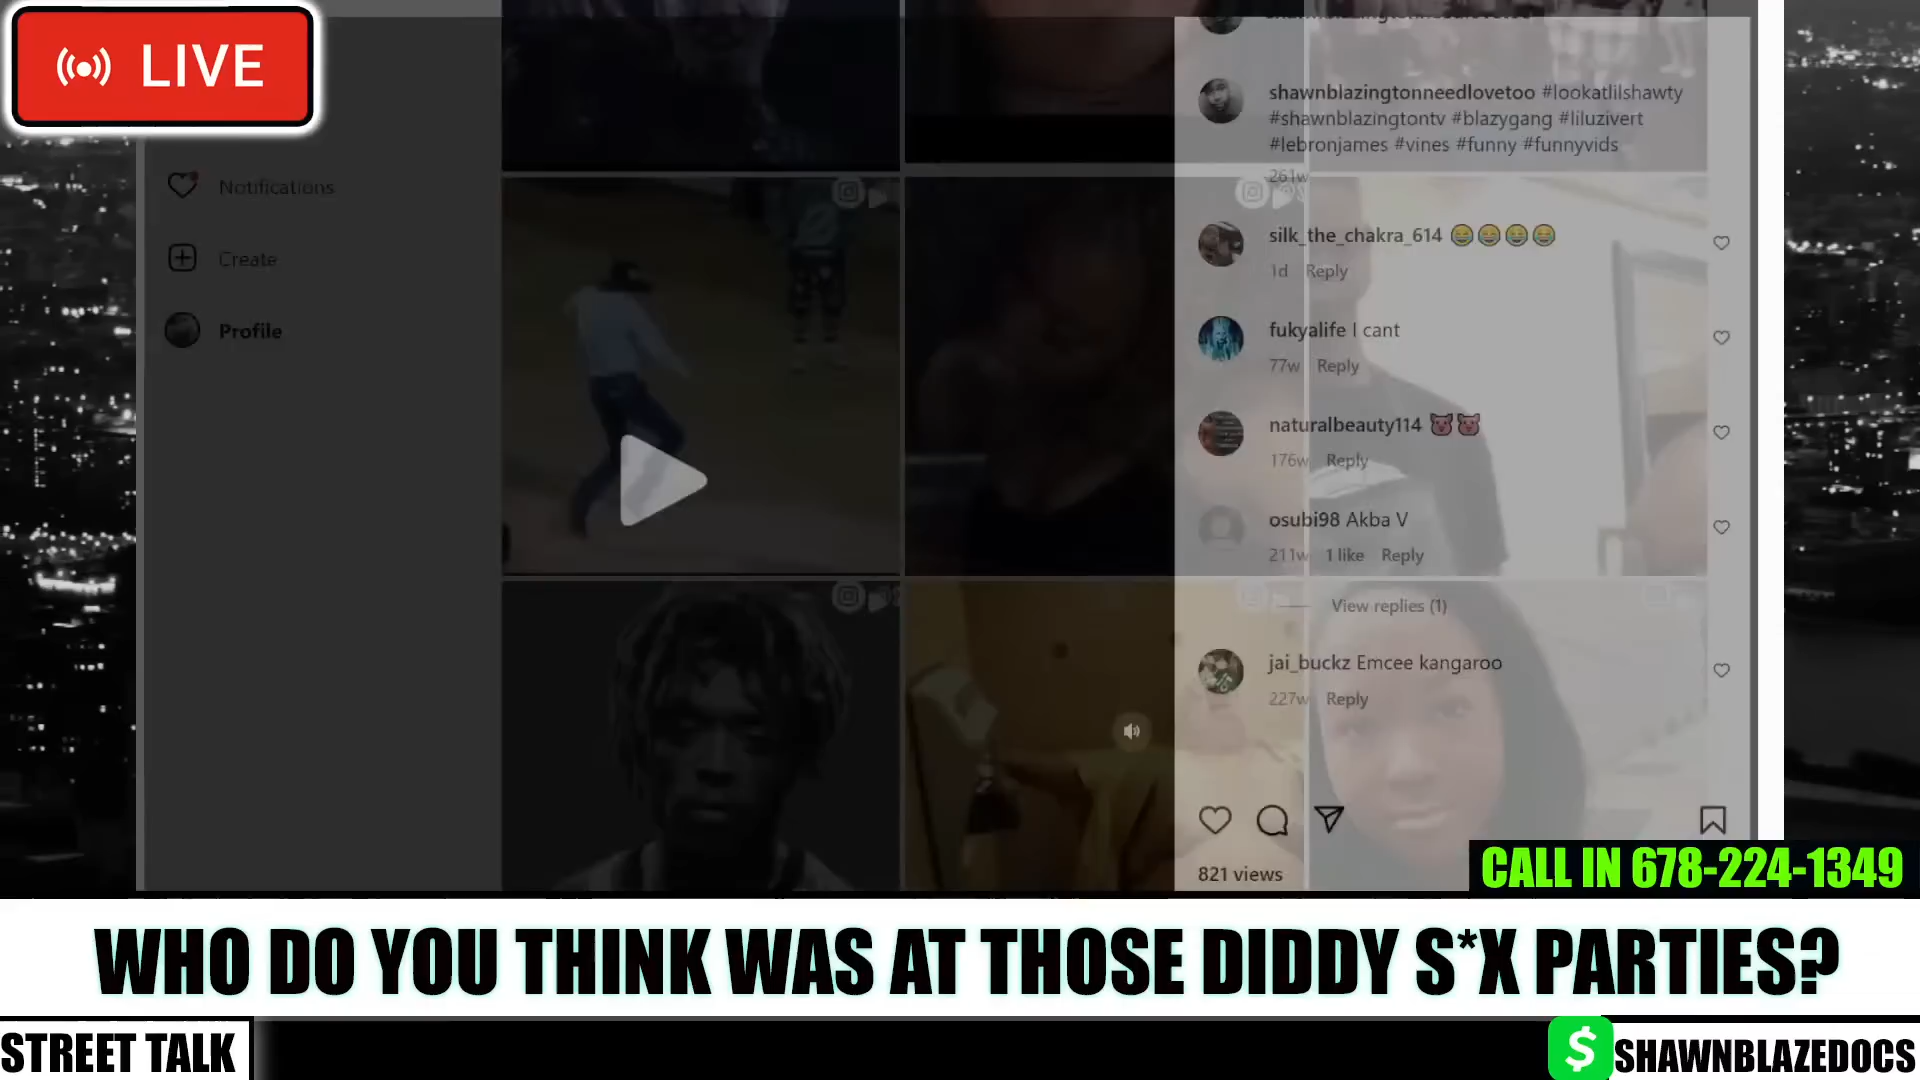 LIVE
shawnblazingtonneedlovetoo #lookatlilshawty
#shawnblazingtontv #blazygang #liluzivert
#lebronjames #vines #funny #funnyvids
261w
Notifications
silk_the_chakra_614 😂😂😂😂
1d Reply
Create
fukyalife I cant
77w Reply
Profile
naturalbeauty114 🐷🐷
176w Reply
osubi98 Akba V
211w 1 like Reply
View replies (1)
jai_buckz Emcee kangaroo
227w Reply
821 views
CALL IN 678-224-1349
WHO DO YOU THINK WAS AT THOSE DIDDY S*X PARTIES?
STREET TALK
$ SHAWNBLAZEDOCS